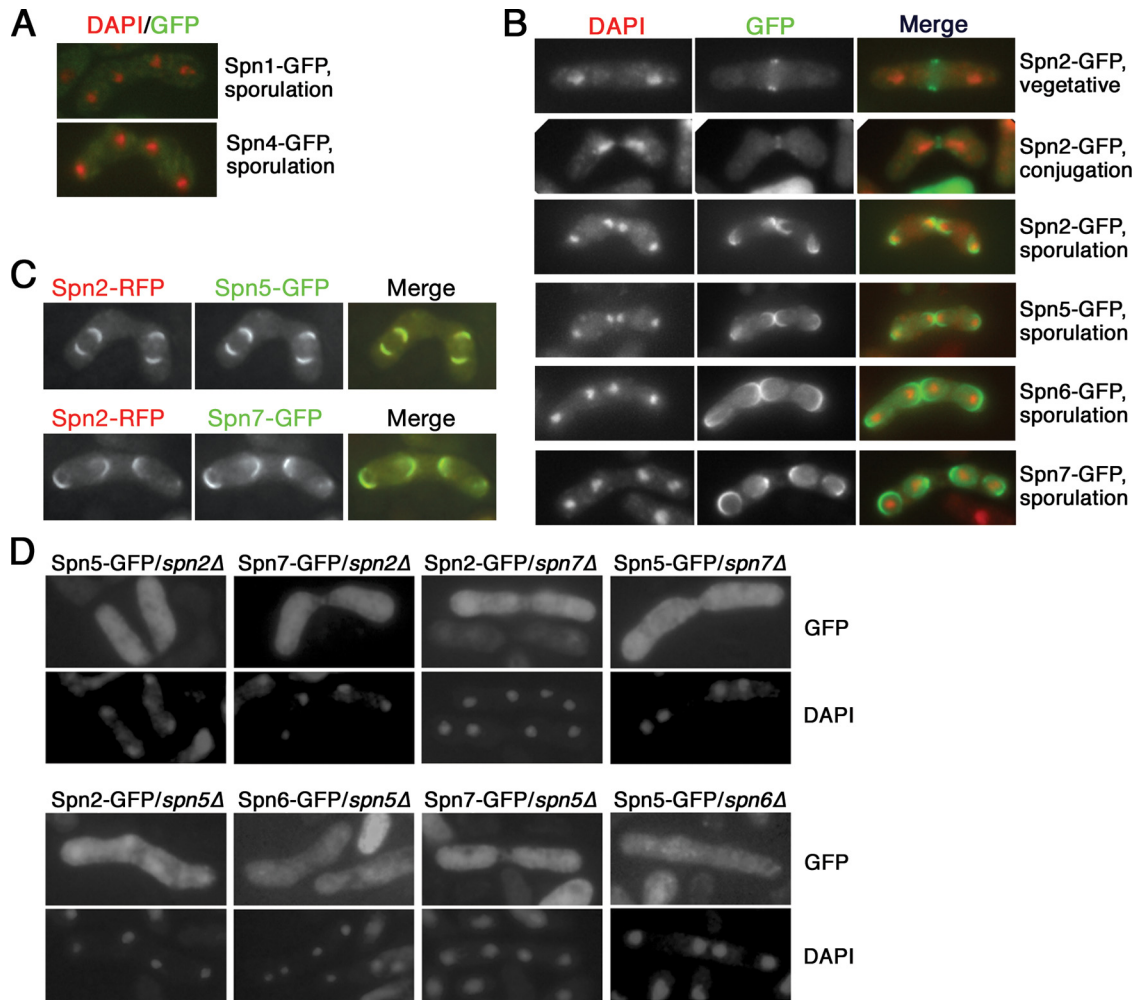 A
DAPI/GFP
Spn1-GFP,
sporulation
Spn4-GFP,
sporulation
B
DAPI
GFP
Merge
Spn2-GFP,
vegetative
Spn2-GFP,
conjugation
Spn2-GFP,
sporulation
Spn5-GFP,
sporulation
Spn6-GFP,
sporulation
Spn7-GFP,
sporulation
C
Spn2-RFP
Spn5-GFP
Merge
Spn2-RFP
Spn7-GFP
Merge
D
Spn5-GFP/spn2Δ
Spn7-GFP/spn2Δ
Spn2-GFP/spn7Δ
Spn5-GFP/spn7Δ
GFP
DAPI
Spn2-GFP/spn5Δ
Spn6-GFP/spn5Δ
Spn7-GFP/spn5Δ
Spn5-GFP/spn6Δ
GFP
DAPI